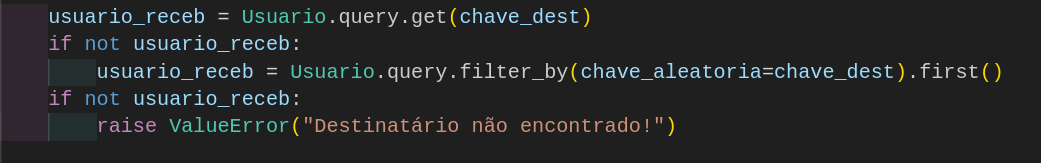 usuario_receb = Usuario.query.get(chave_dest)
if not usuario_receb:
    usuario_receb = Usuario.query.filter_by(chave_aleatoria=chave_dest).first()
if not usuario_receb:
    raise ValueError("Destinatário não encontrado!")